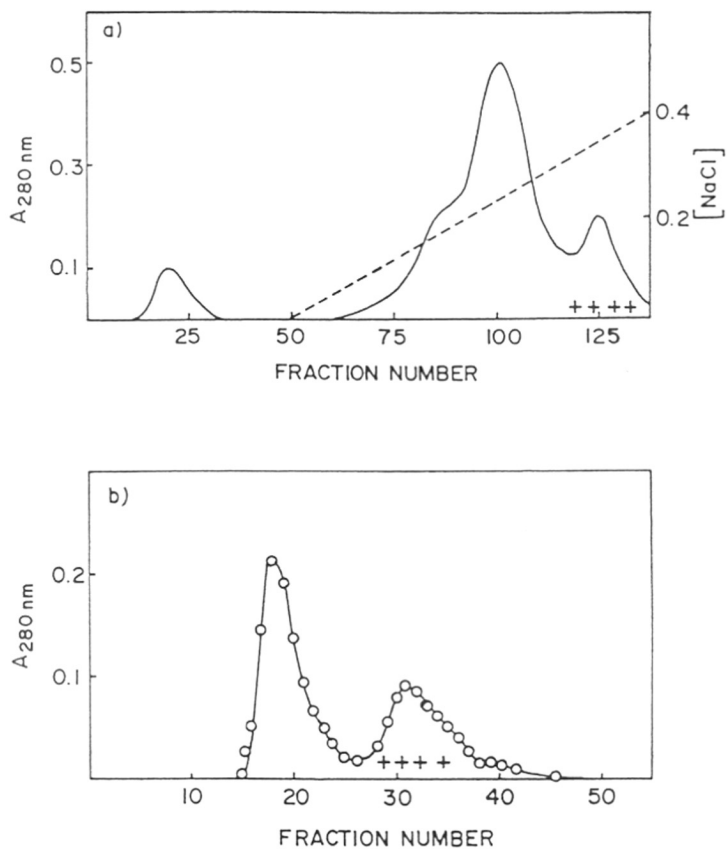 a)
0.5
0.3
0.1
A280 nm
0.4
0.2
[NaCl]
+ + + +
25 50 75 100 125
FRACTION NUMBER
b)
0.2
0.1
A280 nm
+ + + +
10 20 30 40 50
FRACTION NUMBER